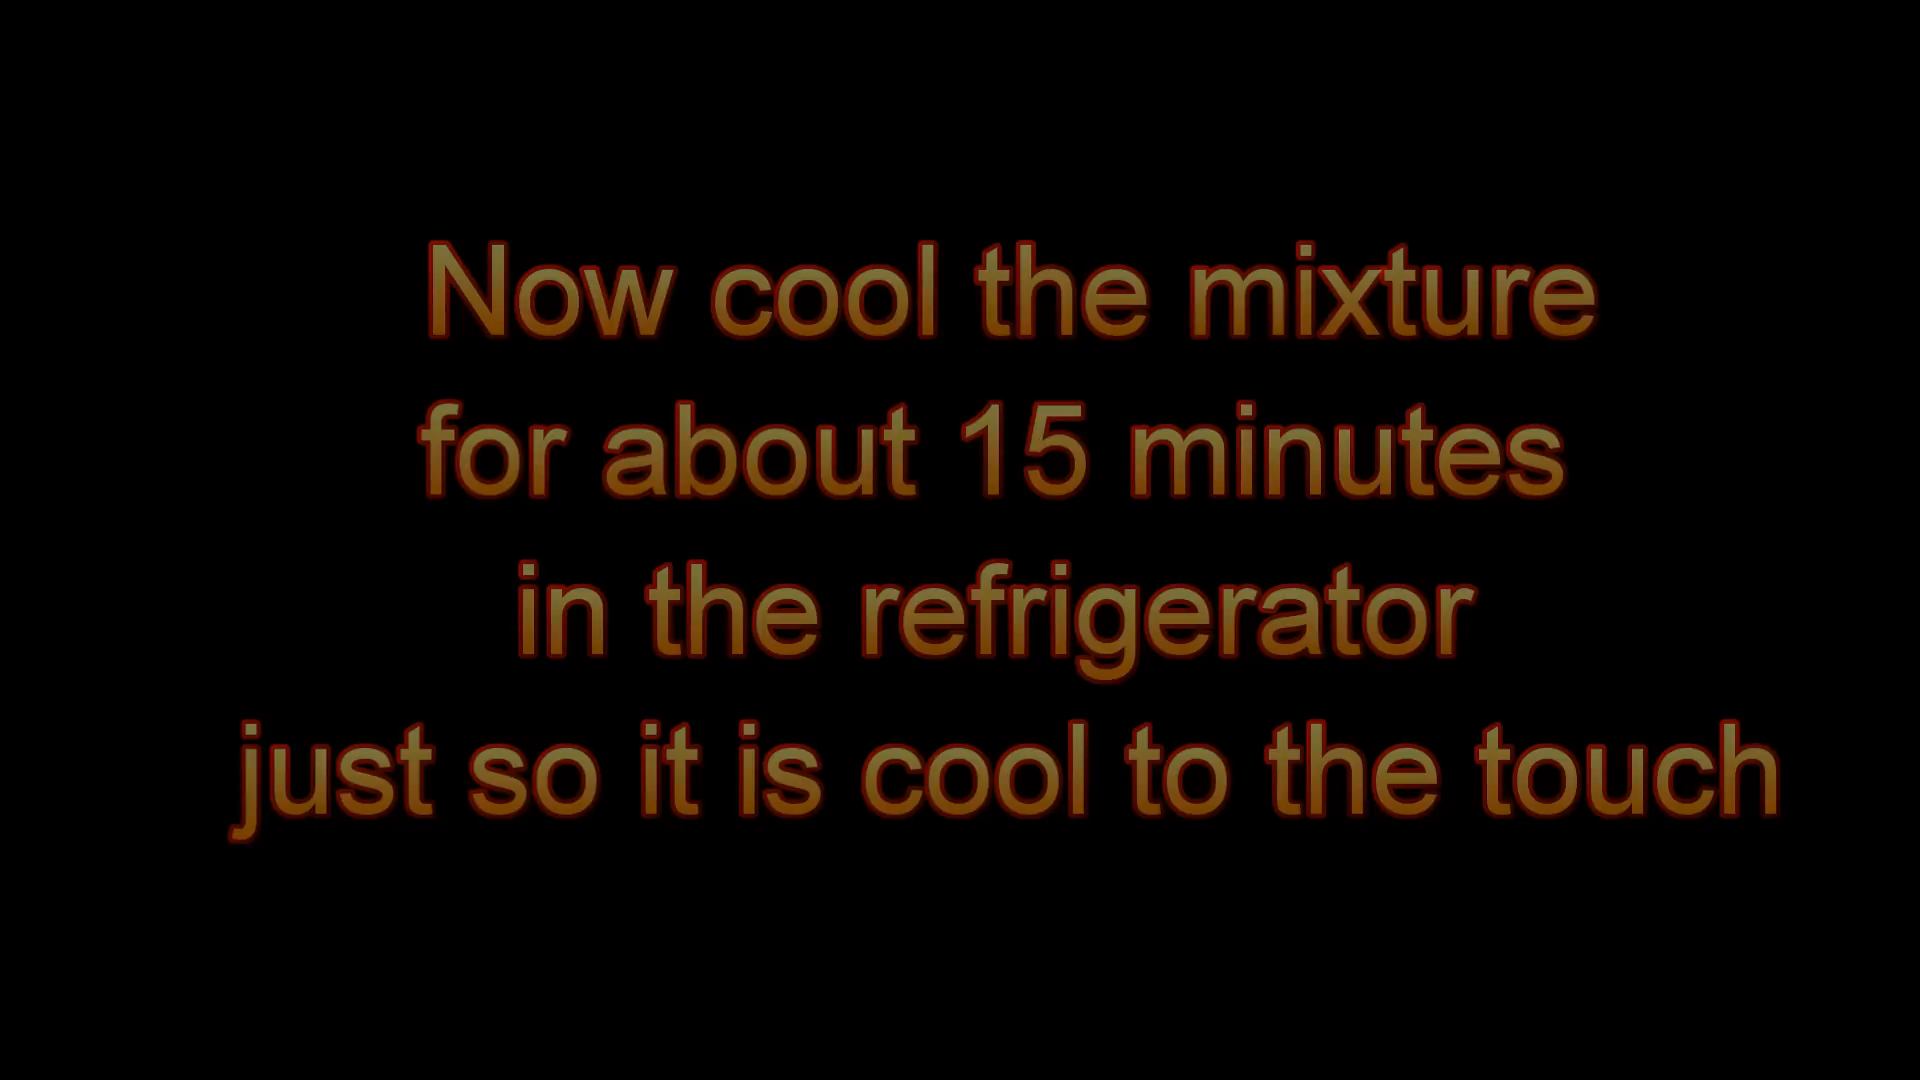 Now cool the mixture
for about 15 minutes
in the refrigerator
just so it is cool to the touch